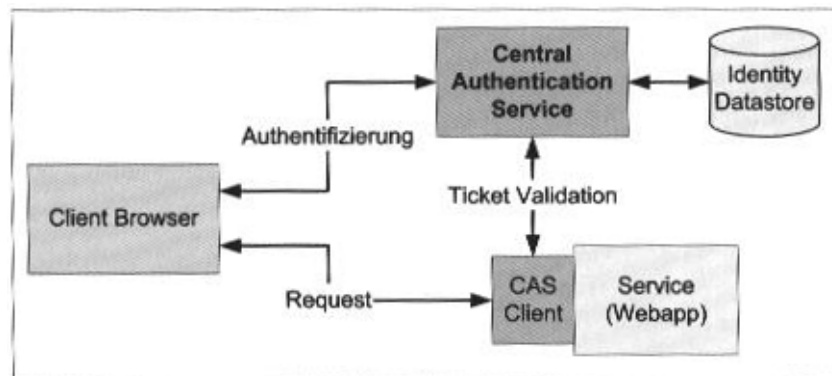 Central
Authentication
Service
Identity
Datastore
Authentifizierung
Client Browser
Ticket Validation
Request
CAS
Client
Service
(Webapp)